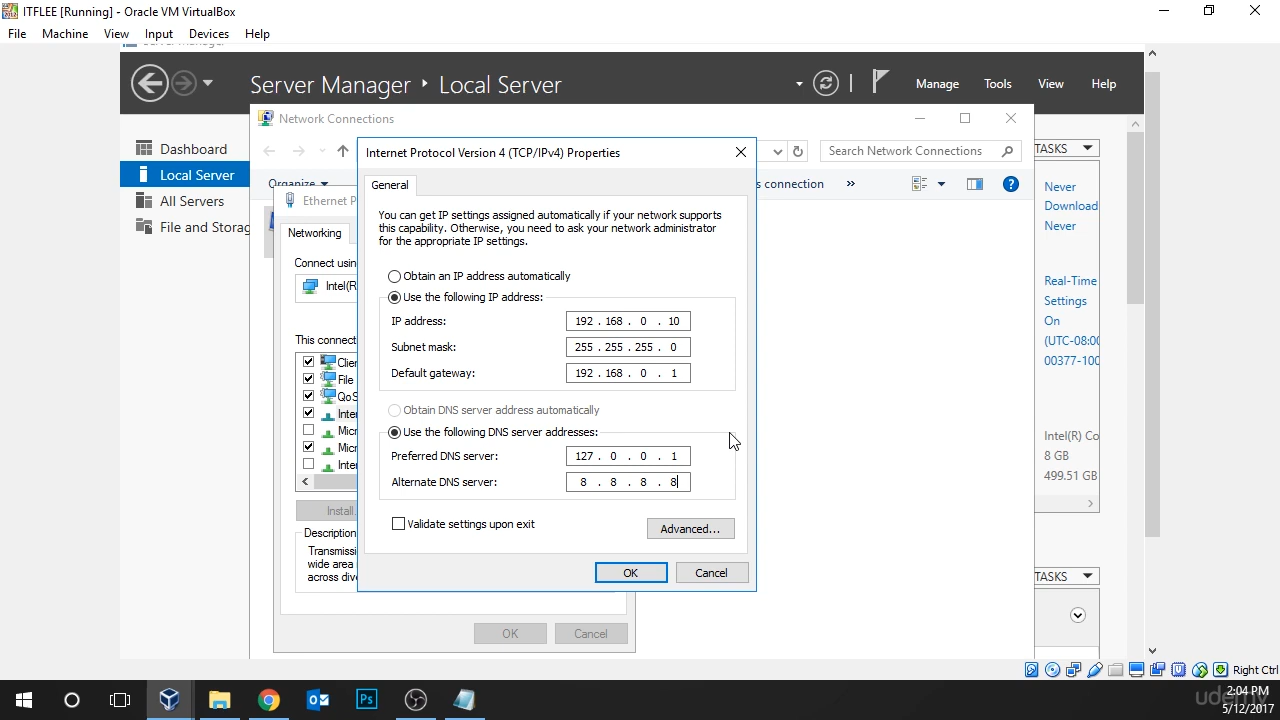 ITFLEE [Running] - Oracle VM VirtualBox
File Machine View Input Devices Help
Server Manager
Server Manager ‣ Local Server
Manage Tools View Help
Network Connections
Dashboard
Local Server
All Servers
File and Storag
Search Network Connections
Organize
s connection »
TASKS
Internet Protocol Version 4 (TCP/IPv4) Properties
Ethernet P
General
Networking
You can get IP settings assigned automatically if your network supports
this capability. Otherwise, you need to ask your network administrator
for the appropriate IP settings.
Connect usin
Intel(R
Obtain an IP address automatically
Use the following IP address:
IP address: 192 . 168 . 0 . 10
Subnet mask: 255 . 255 . 255 . 0
Default gateway: 192 . 168 . 0 . 1
This connect
Clien
File
QoS
Inte
Micr
Micr
Inte
Obtain DNS server address automatically
Use the following DNS server addresses:
Preferred DNS server: 127 . 0 . 0 . 1
Alternate DNS server: 8 . 8 . 8 . 8
Install.
Validate settings upon exit
Advanced...
Description
Transmissi
wide area
across dive
OK Cancel
OK Cancel
Never
Download
Never
Real-Time
Settings
On
(UTC-08:00
00377-100
Intel(R) Co
8 GB
499.51 GB
TASKS
Right Ctrl
Ps
udemy
2:04 PM
5/12/2017